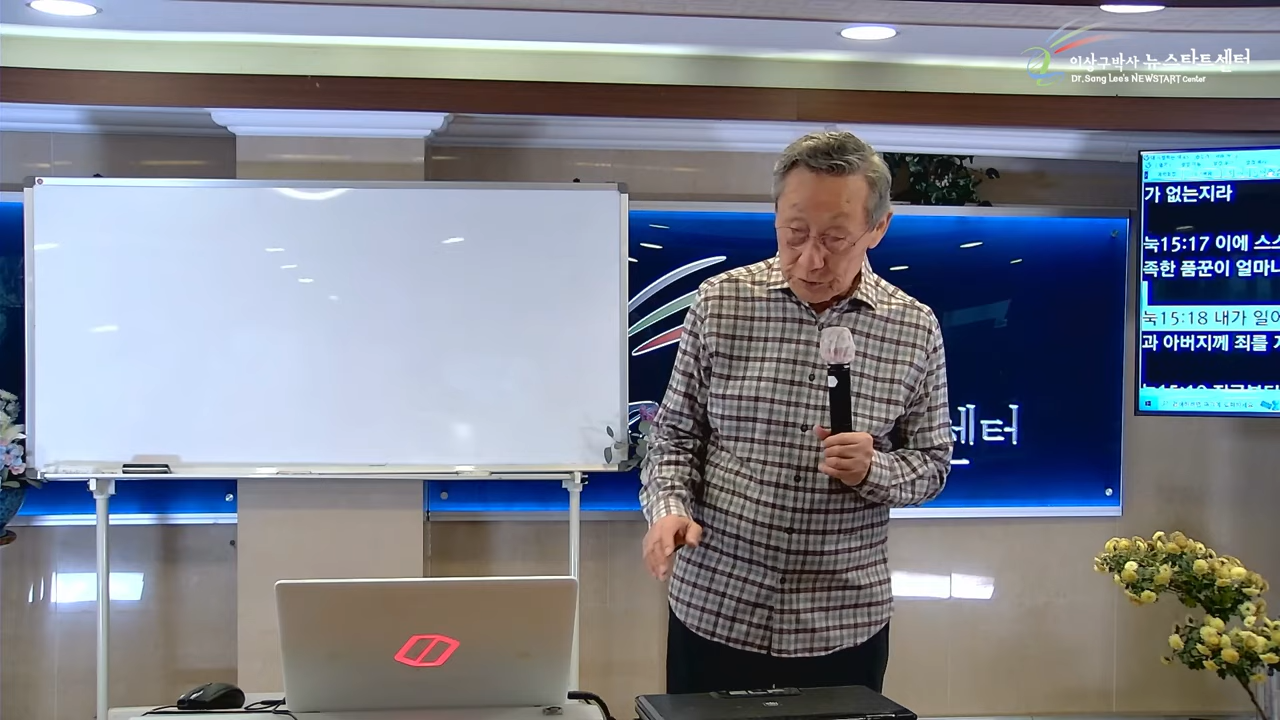 이상구박사 뉴스타트센터
Dr. Sang Lee's NEWSTART Center
가 없는지라
눅15:17 이에 스스
족한 품꾼이 얼마나
눅15:18 내가 일어
과 아버지께 죄를 지
센터